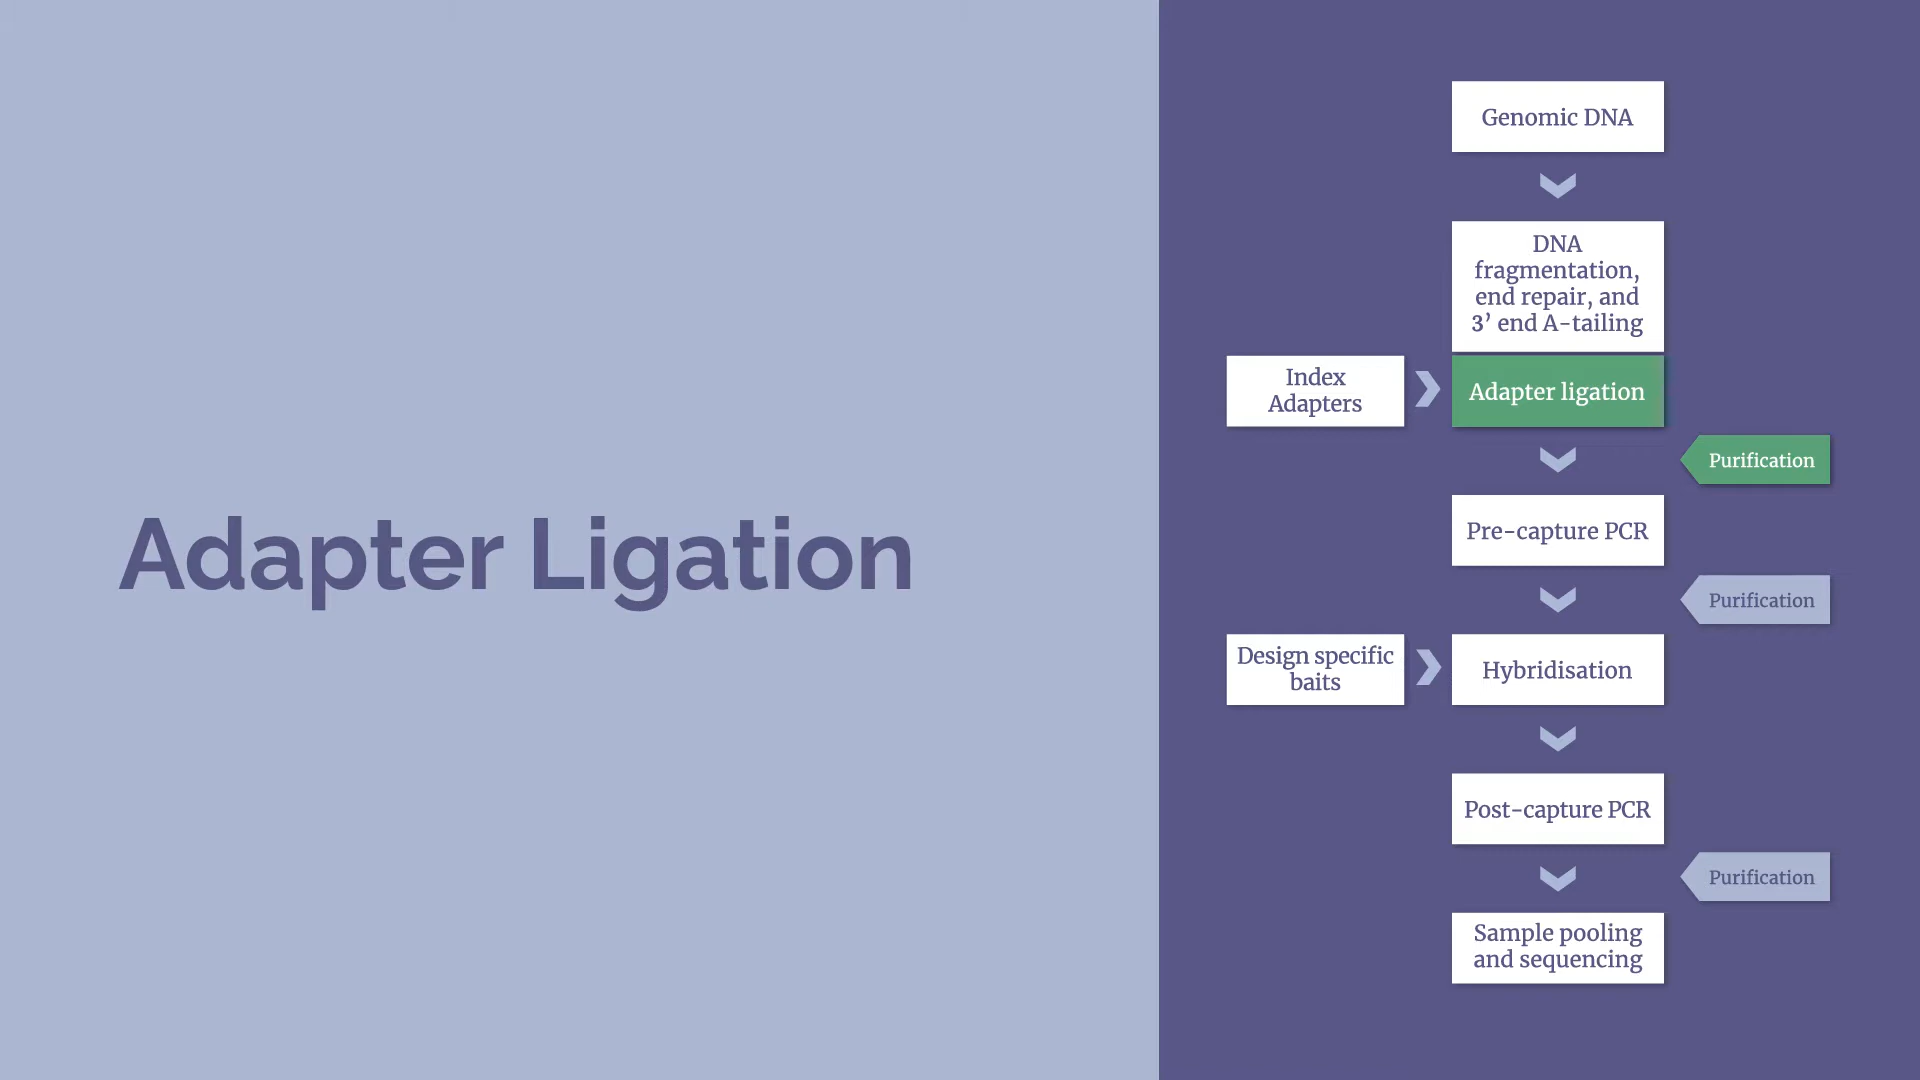 Adapter Ligation
Genomic DNA
DNA
fragmentation,
end repair, and
3’ end A-tailing
Index
Adapters
Adapter ligation
Purification
Pre-capture PCR
Purification
Design specific
baits
Hybridisation
Post-capture PCR
Purification
Sample pooling
and sequencing